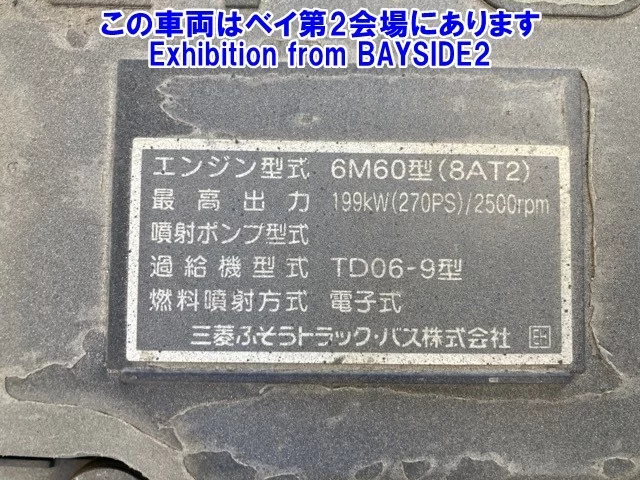 この車両はベイ第2会場にあります
Exhibition from BAYSIDE2
エンジン型式 6M60型(8AT2)
最高出力 199kW(270PS)/2500rpm
噴射ポンプ型式
過給機型式 TD06-9型
燃料噴射方式 電子式
三菱ふそうトラック・バス株式会社